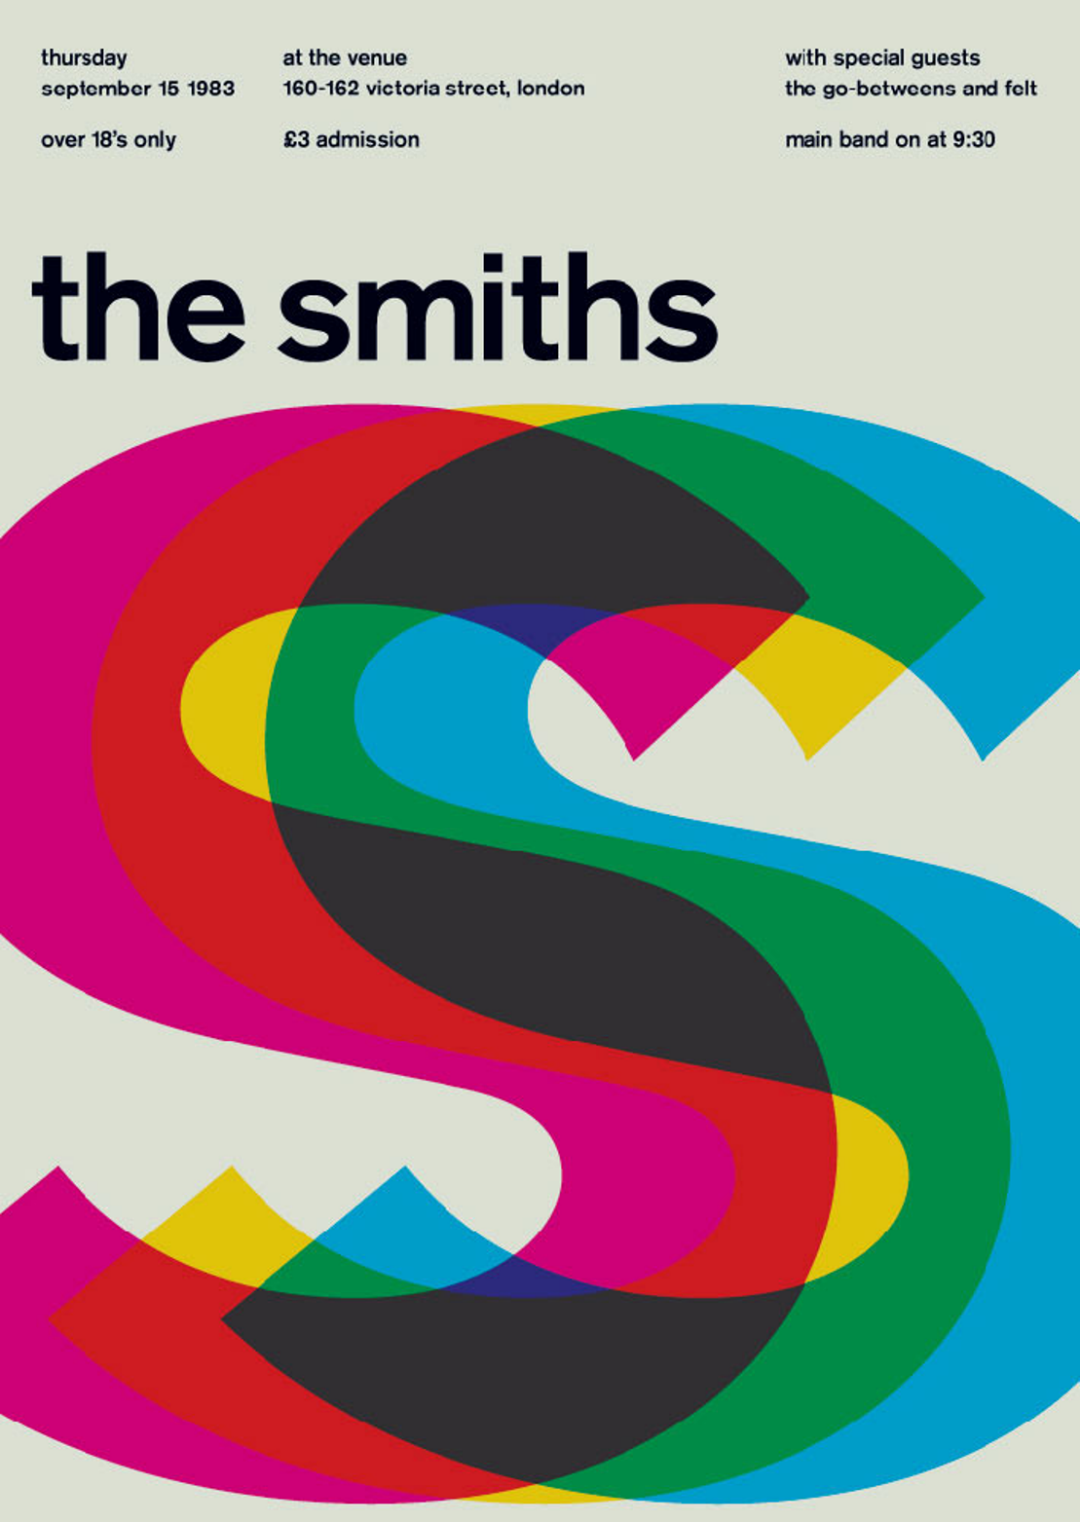 thursday
september 15 1983
over 18's only
at the venue
160-162 victoria street, london
£3 admission
with special guests
the go-betweens and felt
main band on at 9:30
the smiths
S
S
S